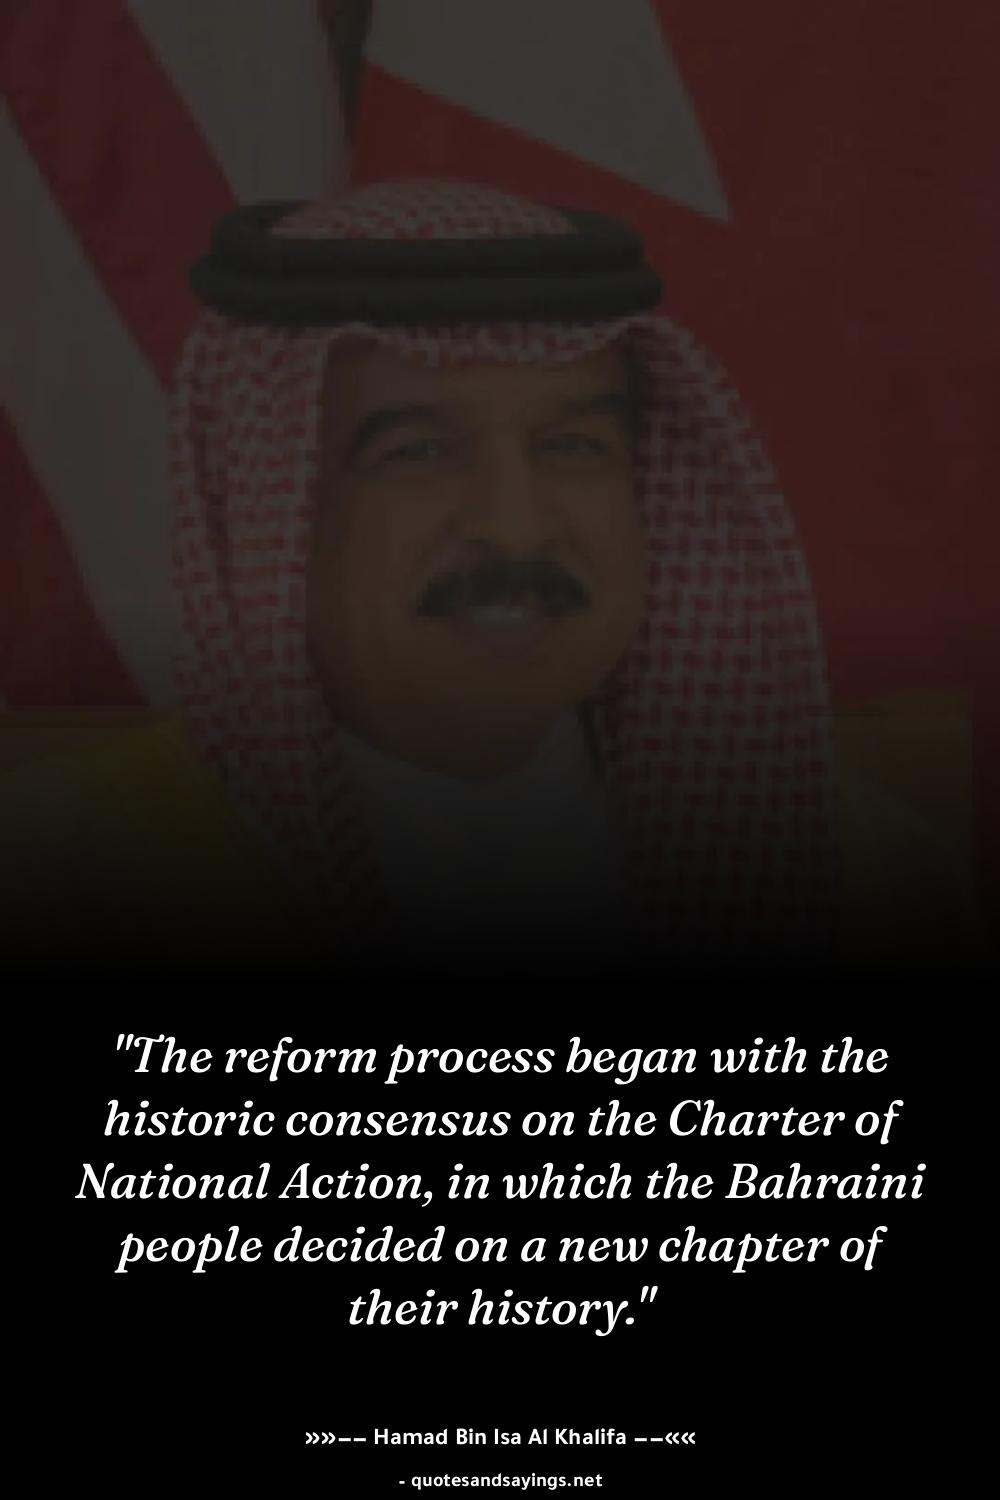 "The reform process began with the
historic consensus on the Charter of
National Action, in which the Bahraini
people decided on a new chapter of
their history."
»»−− Hamad Bin Isa Al Khalifa −−««
- quotesandsayings.net